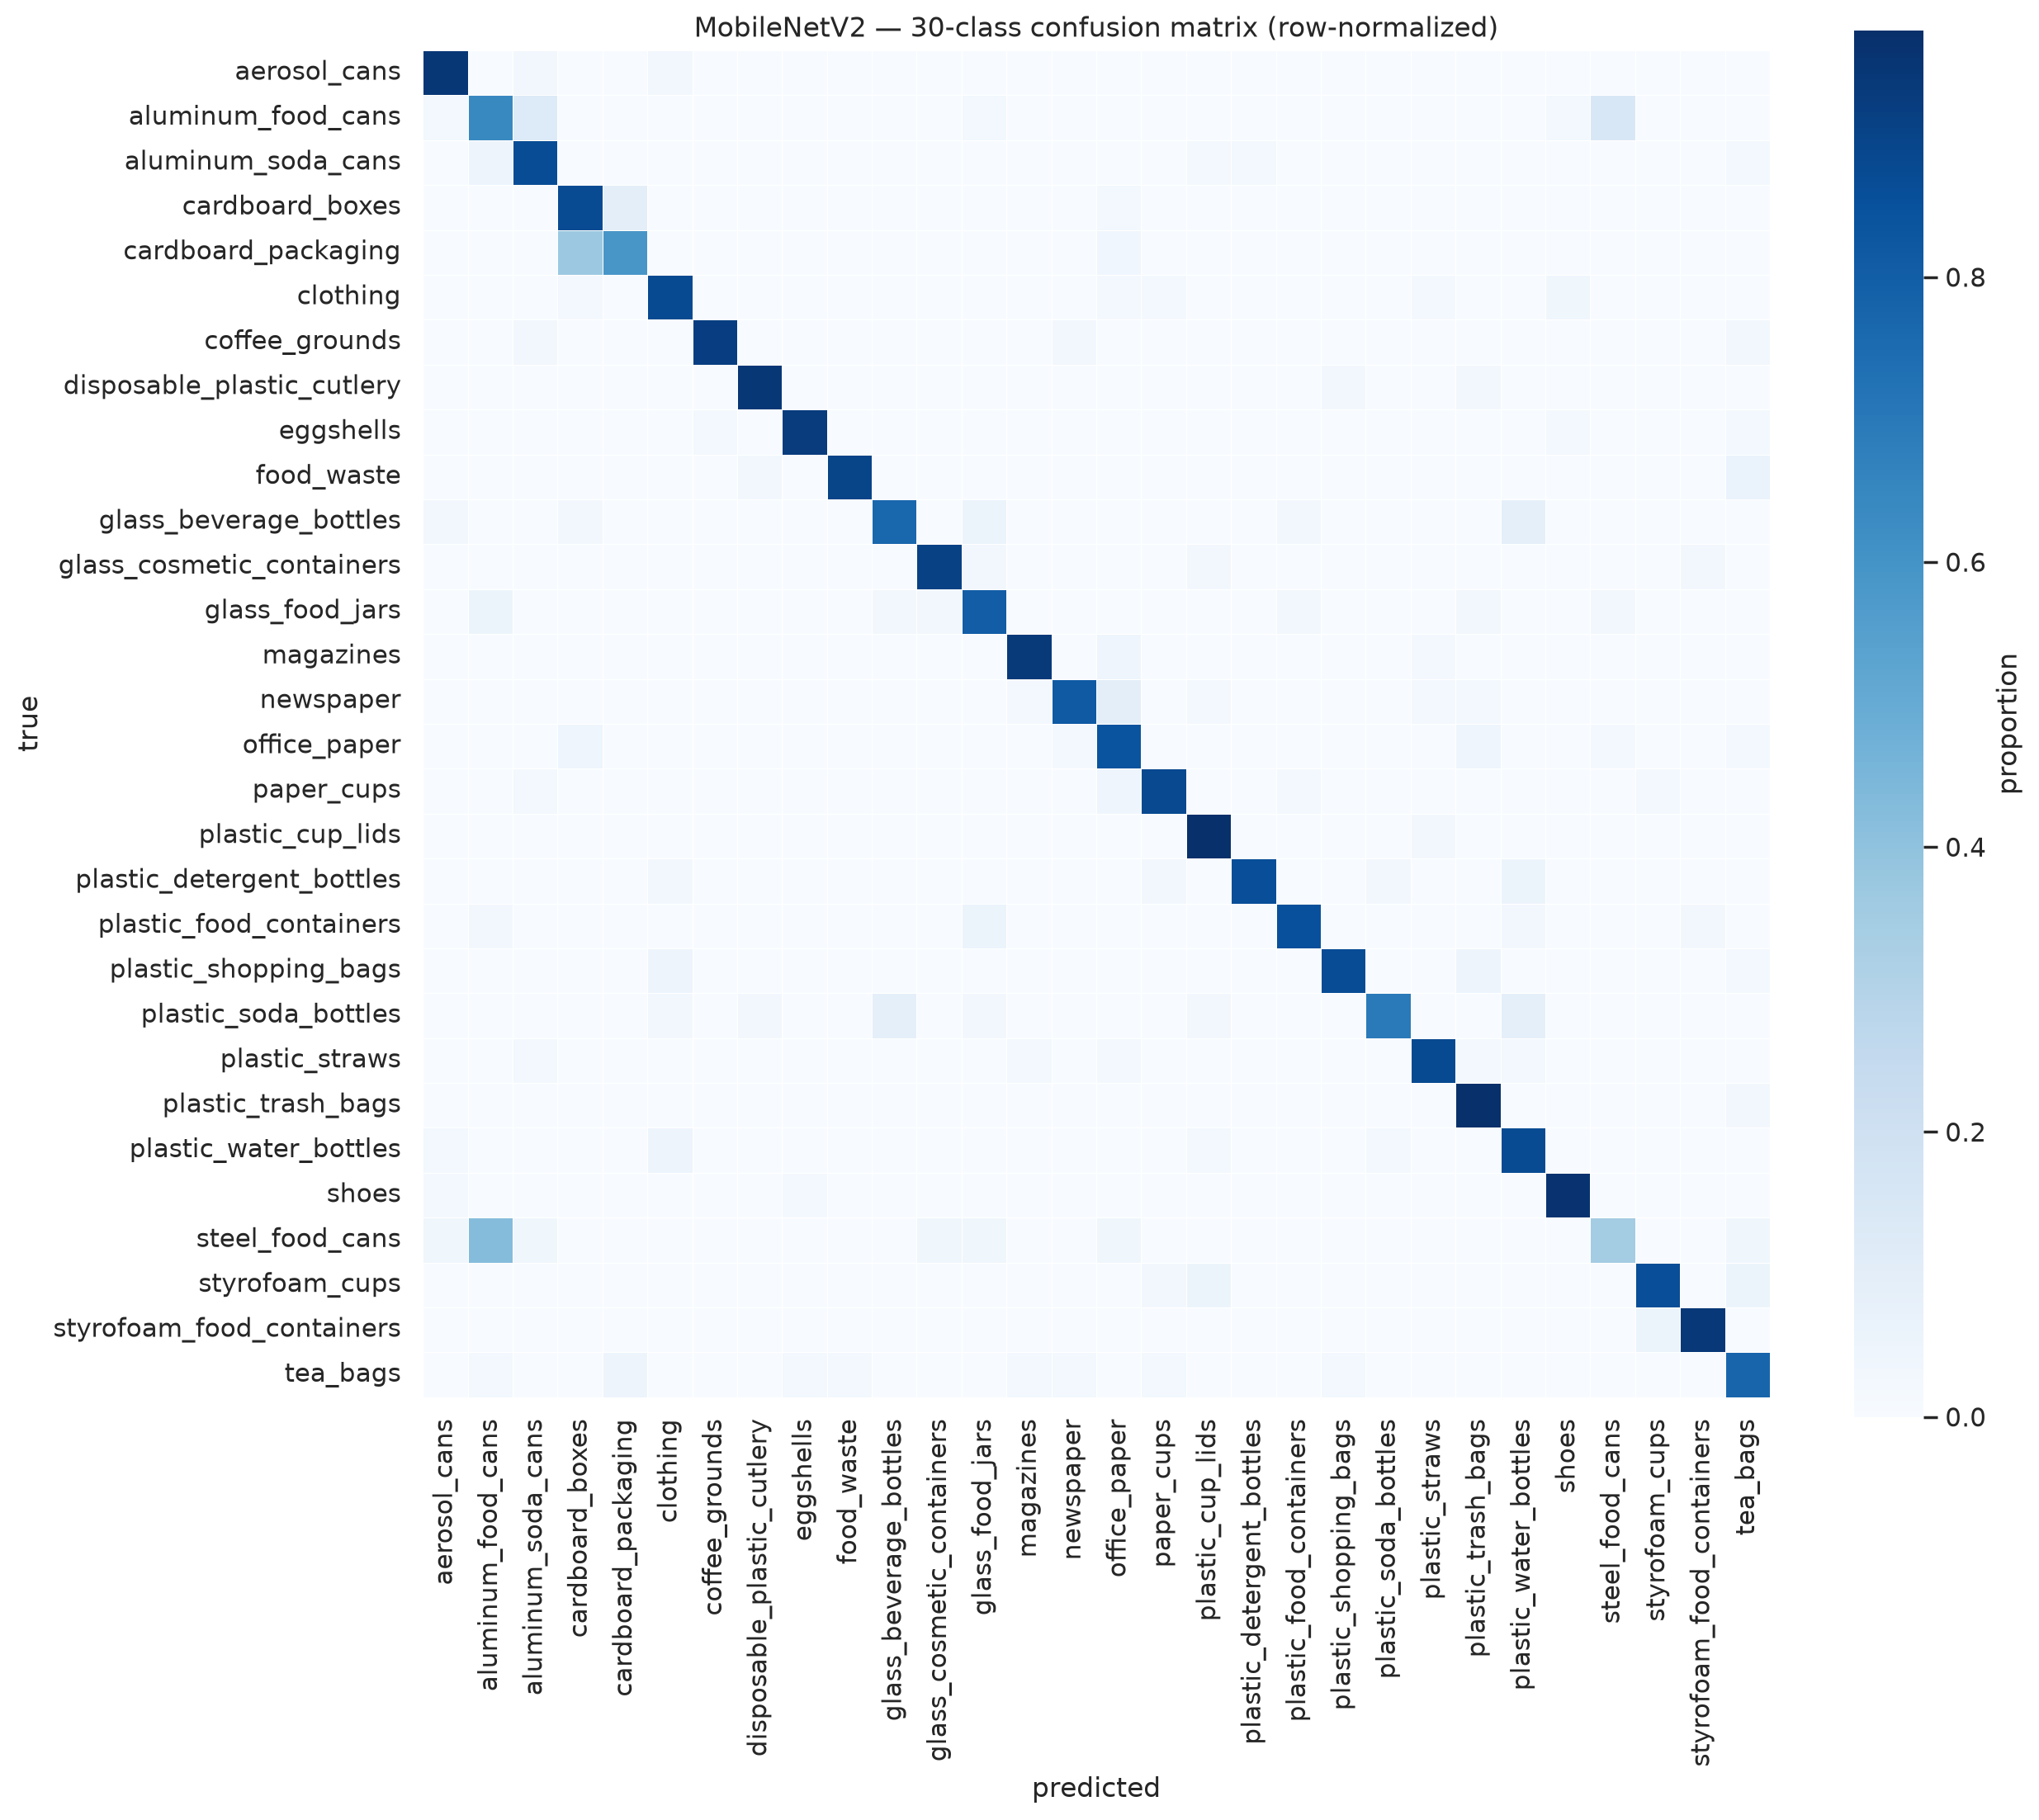 MobileNetV2 — 30-class confusion matrix (row-normalized)
true
aerosol_cans
aluminum_food_cans
aluminum_soda_cans
cardboard_boxes
cardboard_packaging
clothing
coffee_grounds
disposable_plastic_cutlery
eggshells
food_waste
glass_beverage_bottles
glass_cosmetic_containers
glass_food_jars
magazines
newspaper
office_paper
paper_cups
plastic_cup_lids
plastic_detergent_bottles
plastic_food_containers
plastic_shopping_bags
plastic_soda_bottles
plastic_straws
plastic_trash_bags
plastic_water_bottles
shoes
steel_food_cans
styrofoam_cups
styrofoam_food_containers
tea_bags
aerosol_cans
aluminum_food_cans
aluminum_soda_cans
cardboard_boxes
cardboard_packaging
clothing
coffee_grounds
disposable_plastic_cutlery
eggshells
food_waste
glass_beverage_bottles
glass_cosmetic_containers
glass_food_jars
magazines
newspaper
office_paper
paper_cups
plastic_cup_lids
plastic_detergent_bottles
plastic_food_containers
plastic_shopping_bags
plastic_soda_bottles
plastic_straws
plastic_trash_bags
plastic_water_bottles
shoes
steel_food_cans
styrofoam_cups
styrofoam_food_containers
tea_bags
predicted
0.8
0.6
0.4
0.2
0.0
proportion